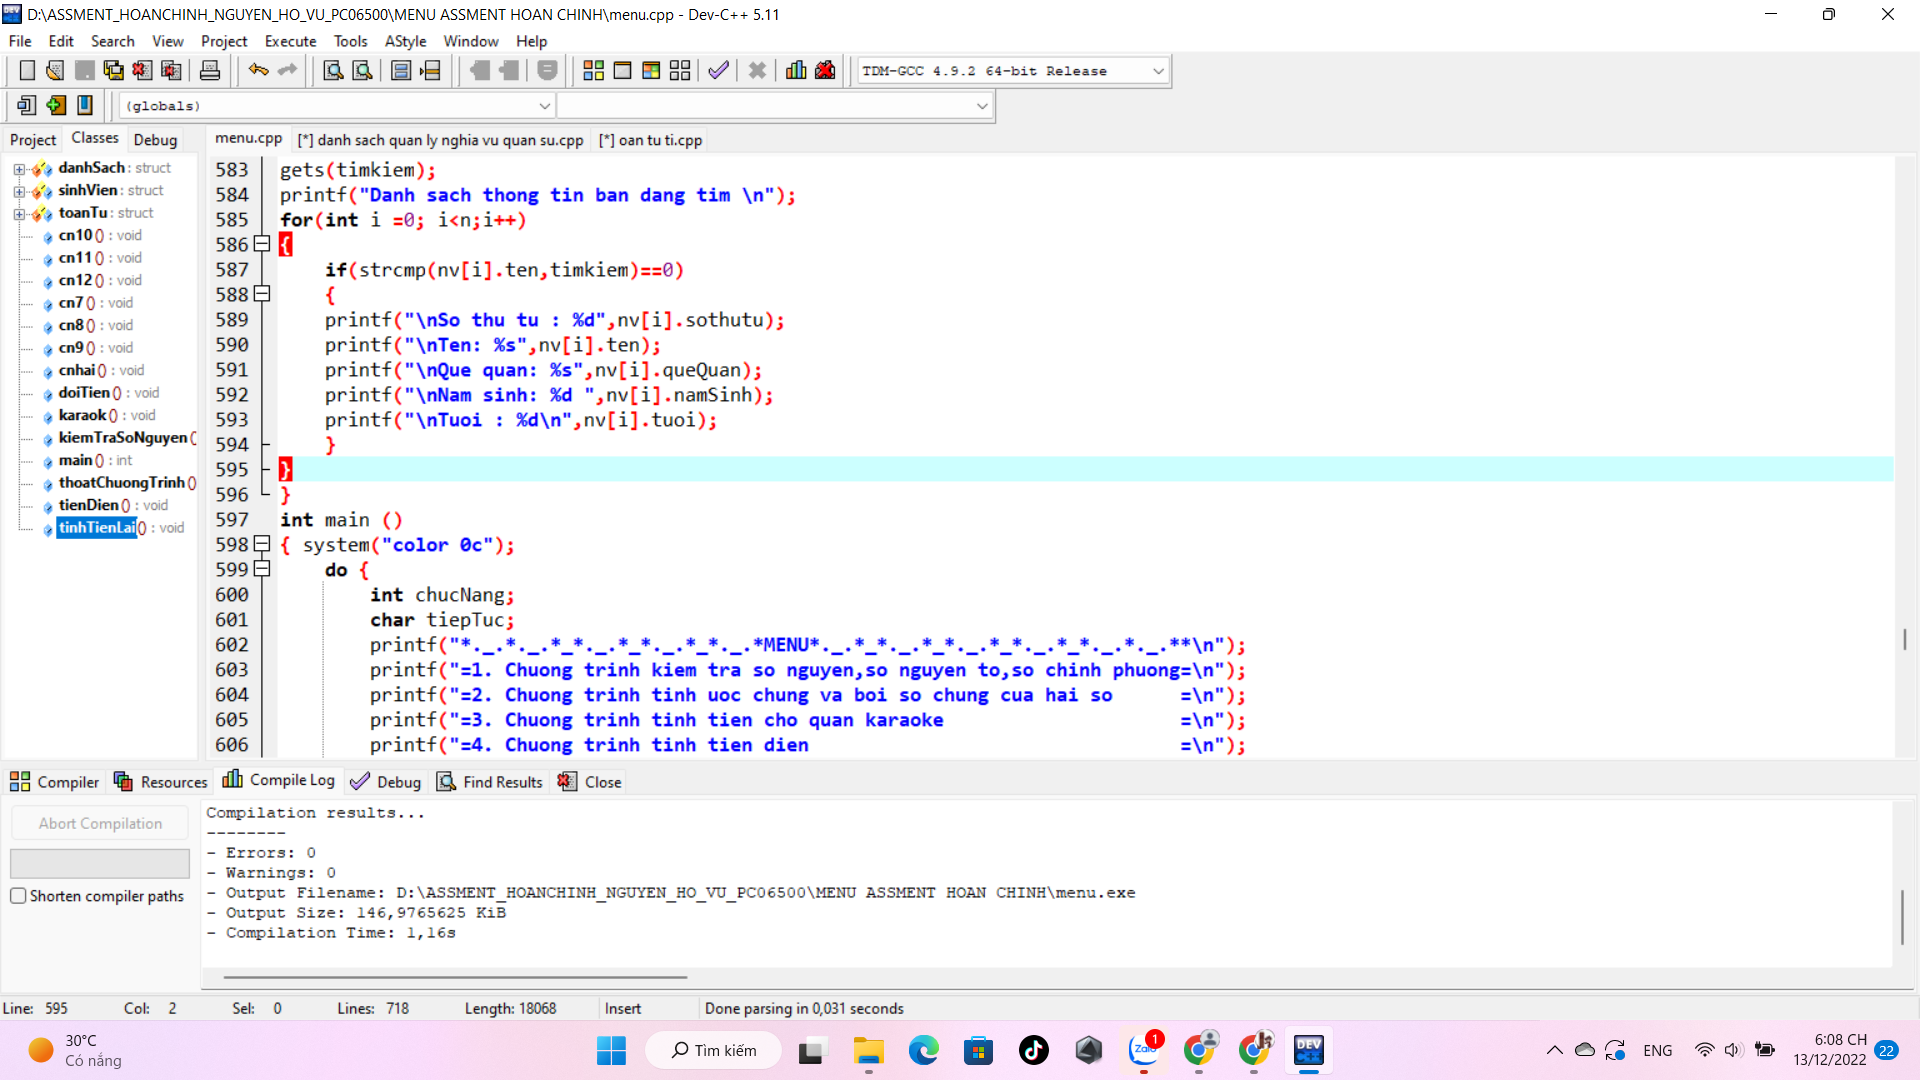 D:\ASSMENT_HOANCHINH_NGUYEN_HO_VU_PC06500\MENU ASSMENT HOAN CHINH\menu.cpp - Dev-C++ 5.11
File Edit Search View Project Execute Tools AStyle Window Help
TDM-GCC 4.9.2 64-bit Release
(globals)
Project Classes Debug
menu.cpp [*] danh sach quan ly nghia vu quan su.cpp [*] oan tu ti.cpp
danhSach : struct
sinhVien : struct
toanTu : struct
cn10 () : void
cn11 () : void
cn12 () : void
cn7 () : void
cn8 () : void
cn9 () : void
cnhai () : void
doiTien () : void
karaok () : void
kiemTraSoNguyen (
main () : int
thoatChuongTrinh ()
tienDien () : void
tinhTienLai () : void
583 gets(timkiem);
584 printf("Danh sach thong tin ban dang tim \n");
585 for(int i =0; i<n;i++)
586 {
587 if(strcmp(nv[i].ten,timkiem)==0)
588 {
589 printf("\nSo thu tu : %d",nv[i].sothutu);
590 printf("\nTen: %s",nv[i].ten);
591 printf("\nQue quan: %s",nv[i].queQuan);
592 printf("\nNam sinh: %d ",nv[i].namSinh);
593 printf("\nTuoi : %d\n",nv[i].tuoi);
594 }
595 }
596 }
597 int main ()
598 { system("color 0c");
599 do {
600 int chucNang;
601 char tiepTuc;
602 printf("*._.*._.*_*._.*_*._.*_*._.*MENU*._.*_*._.*_*._.*_*._.*_*._.*._.**\n");
603 printf("=1. Chuong trinh kiem tra so nguyen,so nguyen to,so chinh phuong=\n");
604 printf("=2. Chuong trinh tinh uoc chung va boi so chung cua hai so      =\n");
605 printf("=3. Chuong trinh tinh tien cho quan karaoke                     =\n");
606 printf("=4. Chuong trinh tinh tien dien                                 =\n");
Compiler Resources Compile Log Debug Find Results Close
Abort Compilation
Shorten compiler paths
Compilation results...
--------
- Errors: 0
- Warnings: 0
- Output Filename: D:\ASSMENT_HOANCHINH_NGUYEN_HO_VU_PC06500\MENU ASSMENT HOAN CHINH\menu.exe
- Output Size: 146,9765625 KiB
- Compilation Time: 1,16s
Line: 595 Col: 2 Sel: 0 Lines: 718 Length: 18068 Insert Done parsing in 0,031 seconds
30°C
Có nắng
Tìm kiếm
Zalo
1
DEV
C++
ENG
6:08 CH
13/12/2022
22